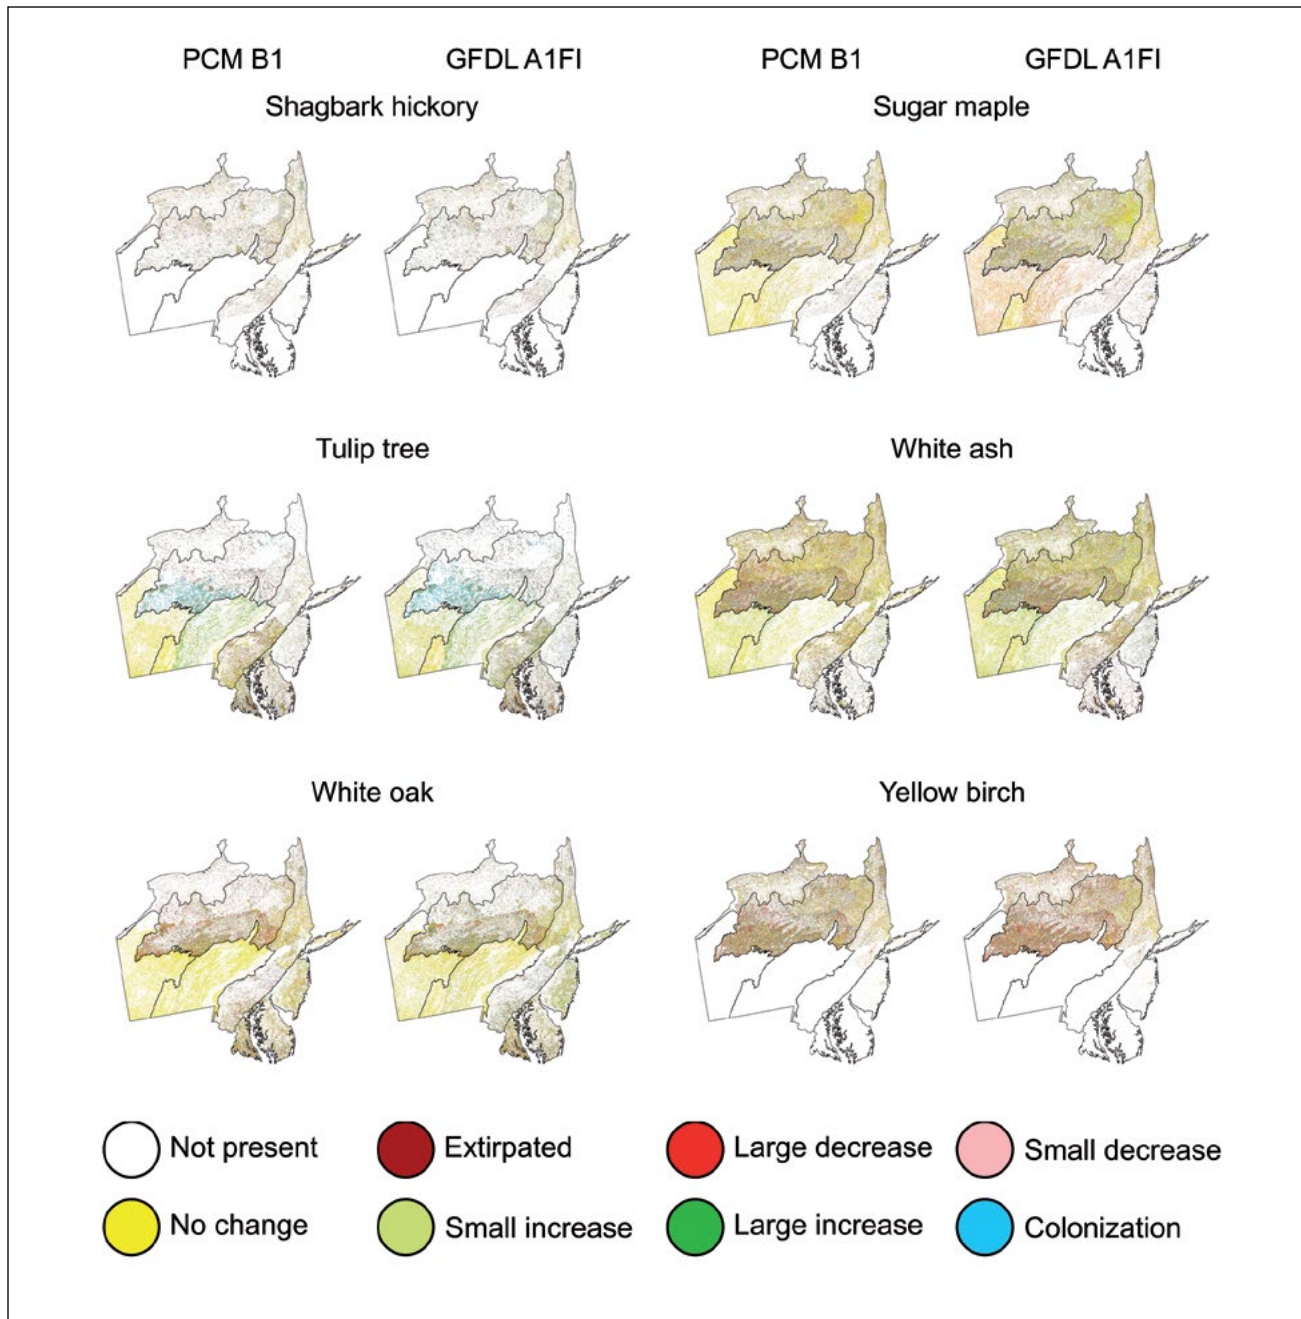 PCM B1 GFDL A1FI PCM B1 GFDL A1FI
Shagbark hickory Sugar maple
Tulip tree White ash
White oak Yellow birch
Not present Extirpated Large decrease Small decrease
No change Small increase Large increase Colonization